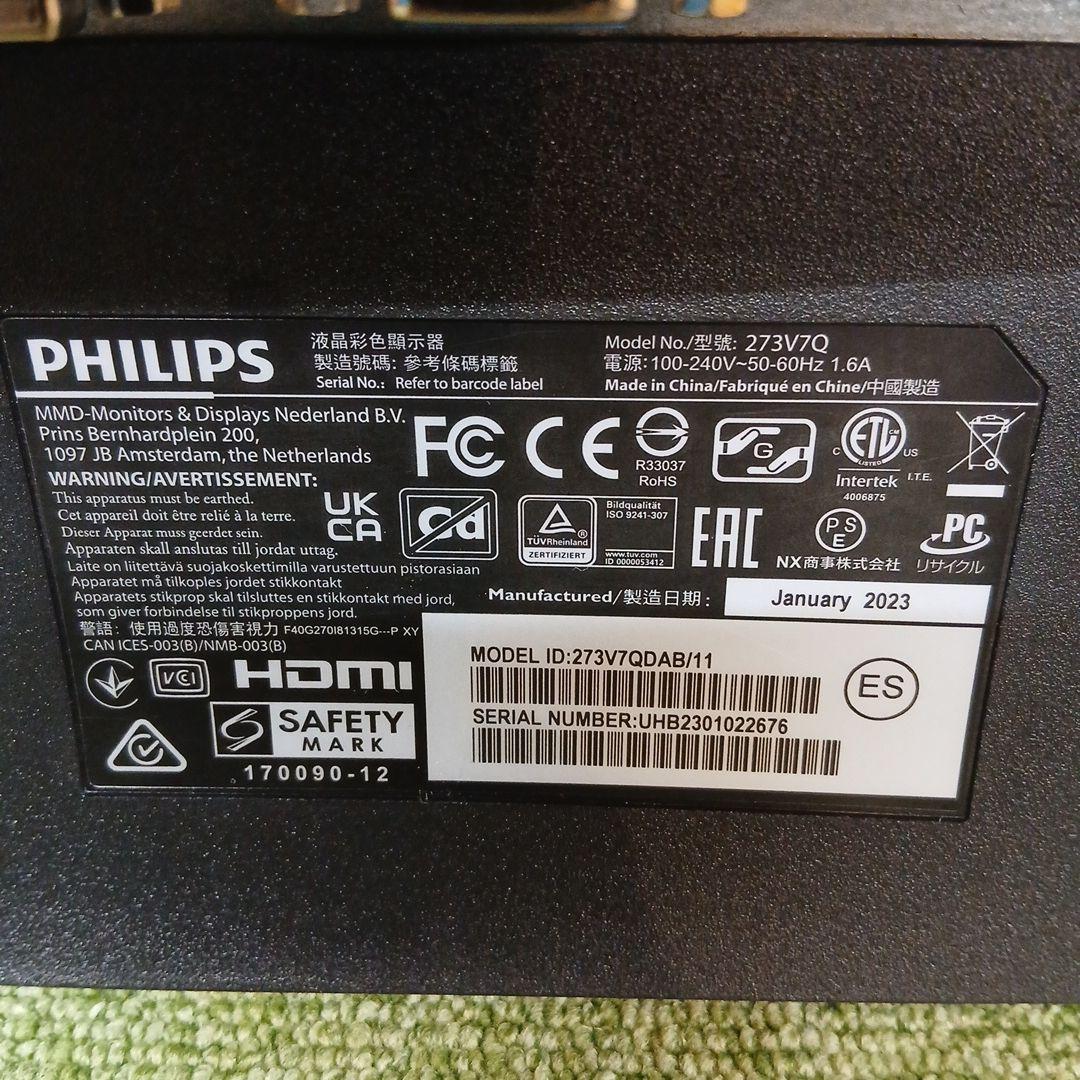 PHILIPS
液晶彩色顯示器
製造號碼: 參考條碼標籤
Serial No.: Refer to barcode label
Model No./型號: 273V7Q
電源: 100-240V~50-60Hz 1.6A
Made in China/Fabriqué en Chine/中國製造
MMD-Monitors & Displays Nederland B.V.
Prins Bernhardplein 200,
1097 JB Amsterdam, the Netherlands
WARNING/AVERTISSEMENT:
This apparatus must be earthed.
Cet appareil doit être relié à la terre.
Dieser Apparat muss geerdet sein.
Apparaten skall anslutas till jordat uttag.
Laite on liitettävä suojakoskettimilla varustettuun pistorasiaan
Apparatet må tilkoples jordet stikkontakt
Apparatets stikprop skal tilsluttes en stikkontakt med jord,
som giver forbindelse til stikproppens jord.
警語: 使用過度恐傷害視力 F40G270I81315G---P XY
CAN ICES-003(B)/NMB-003(B)
FC
CE
R33037
RoHS
G
C ETL CM US
LISTED
Intertek
4006875
I.T.E.
UK
CA
Cd
TÜVRheinland ®
ZERTIFIZIERT
Bildqualität
ISO 9241-307
www.tuv.com
ID 0000053412
EAC
PS
E
NX商事株式会社
PC
リサイクル
Manufactured/製造日期:
January 2023
VCI
HDMI
SAFETY
MARK
170090-12
MODEL ID:273V7QDAB/11
SERIAL NUMBER:UHB2301022676
ES